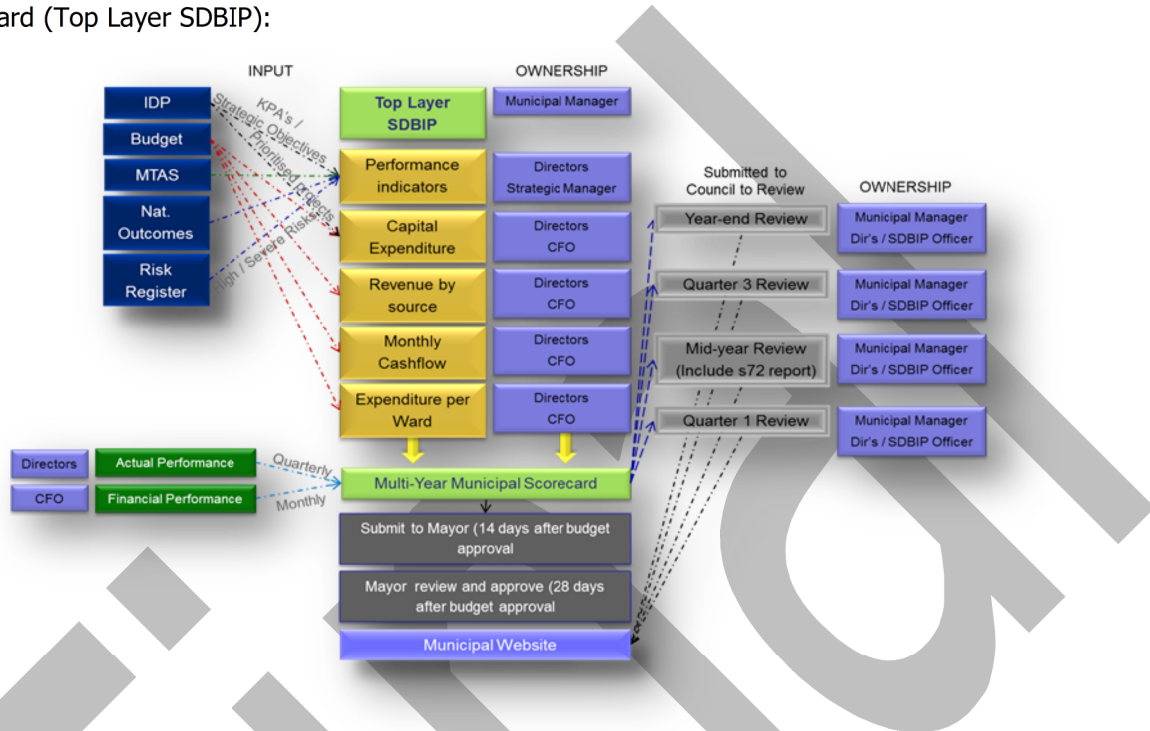 ard (Top Layer SDBIP):
INPUT
OWNERSHIP
IDP
Budget
MTAS
Nat.
Outcomes
Risk
Register
KPA's /
Strategic Objectives
Prioritised projects
High / Severe Risks
Top Layer
SDBIP
Municipal Manager
Performance
indicators
Directors
Strategic Manager
Capital
Expenditure
Directors
CFO
Revenue by
source
Directors
CFO
Monthly
Cashflow
Directors
CFO
Expenditure per
Ward
Directors
CFO
Submitted to
Council to Review
OWNERSHIP
Year-end Review
Municipal Manager
Dir's / SDBIP Officer
Quarter 3 Review
Municipal Manager
Dir's / SDBIP Officer
Mid-year Review
(Include s72 report)
Municipal Manager
Dir's / SDBIP Officer
Quarter 1 Review
Municipal Manager
Dir's / SDBIP Officer
Directors
Actual Performance
Quarterly
CFO
Financial Performance
Monthly
Multi-Year Municipal Scorecard
Submit to Mayor (14 days after budget
approval
Mayor review and approve (28 days
after budget approval
Municipal Website